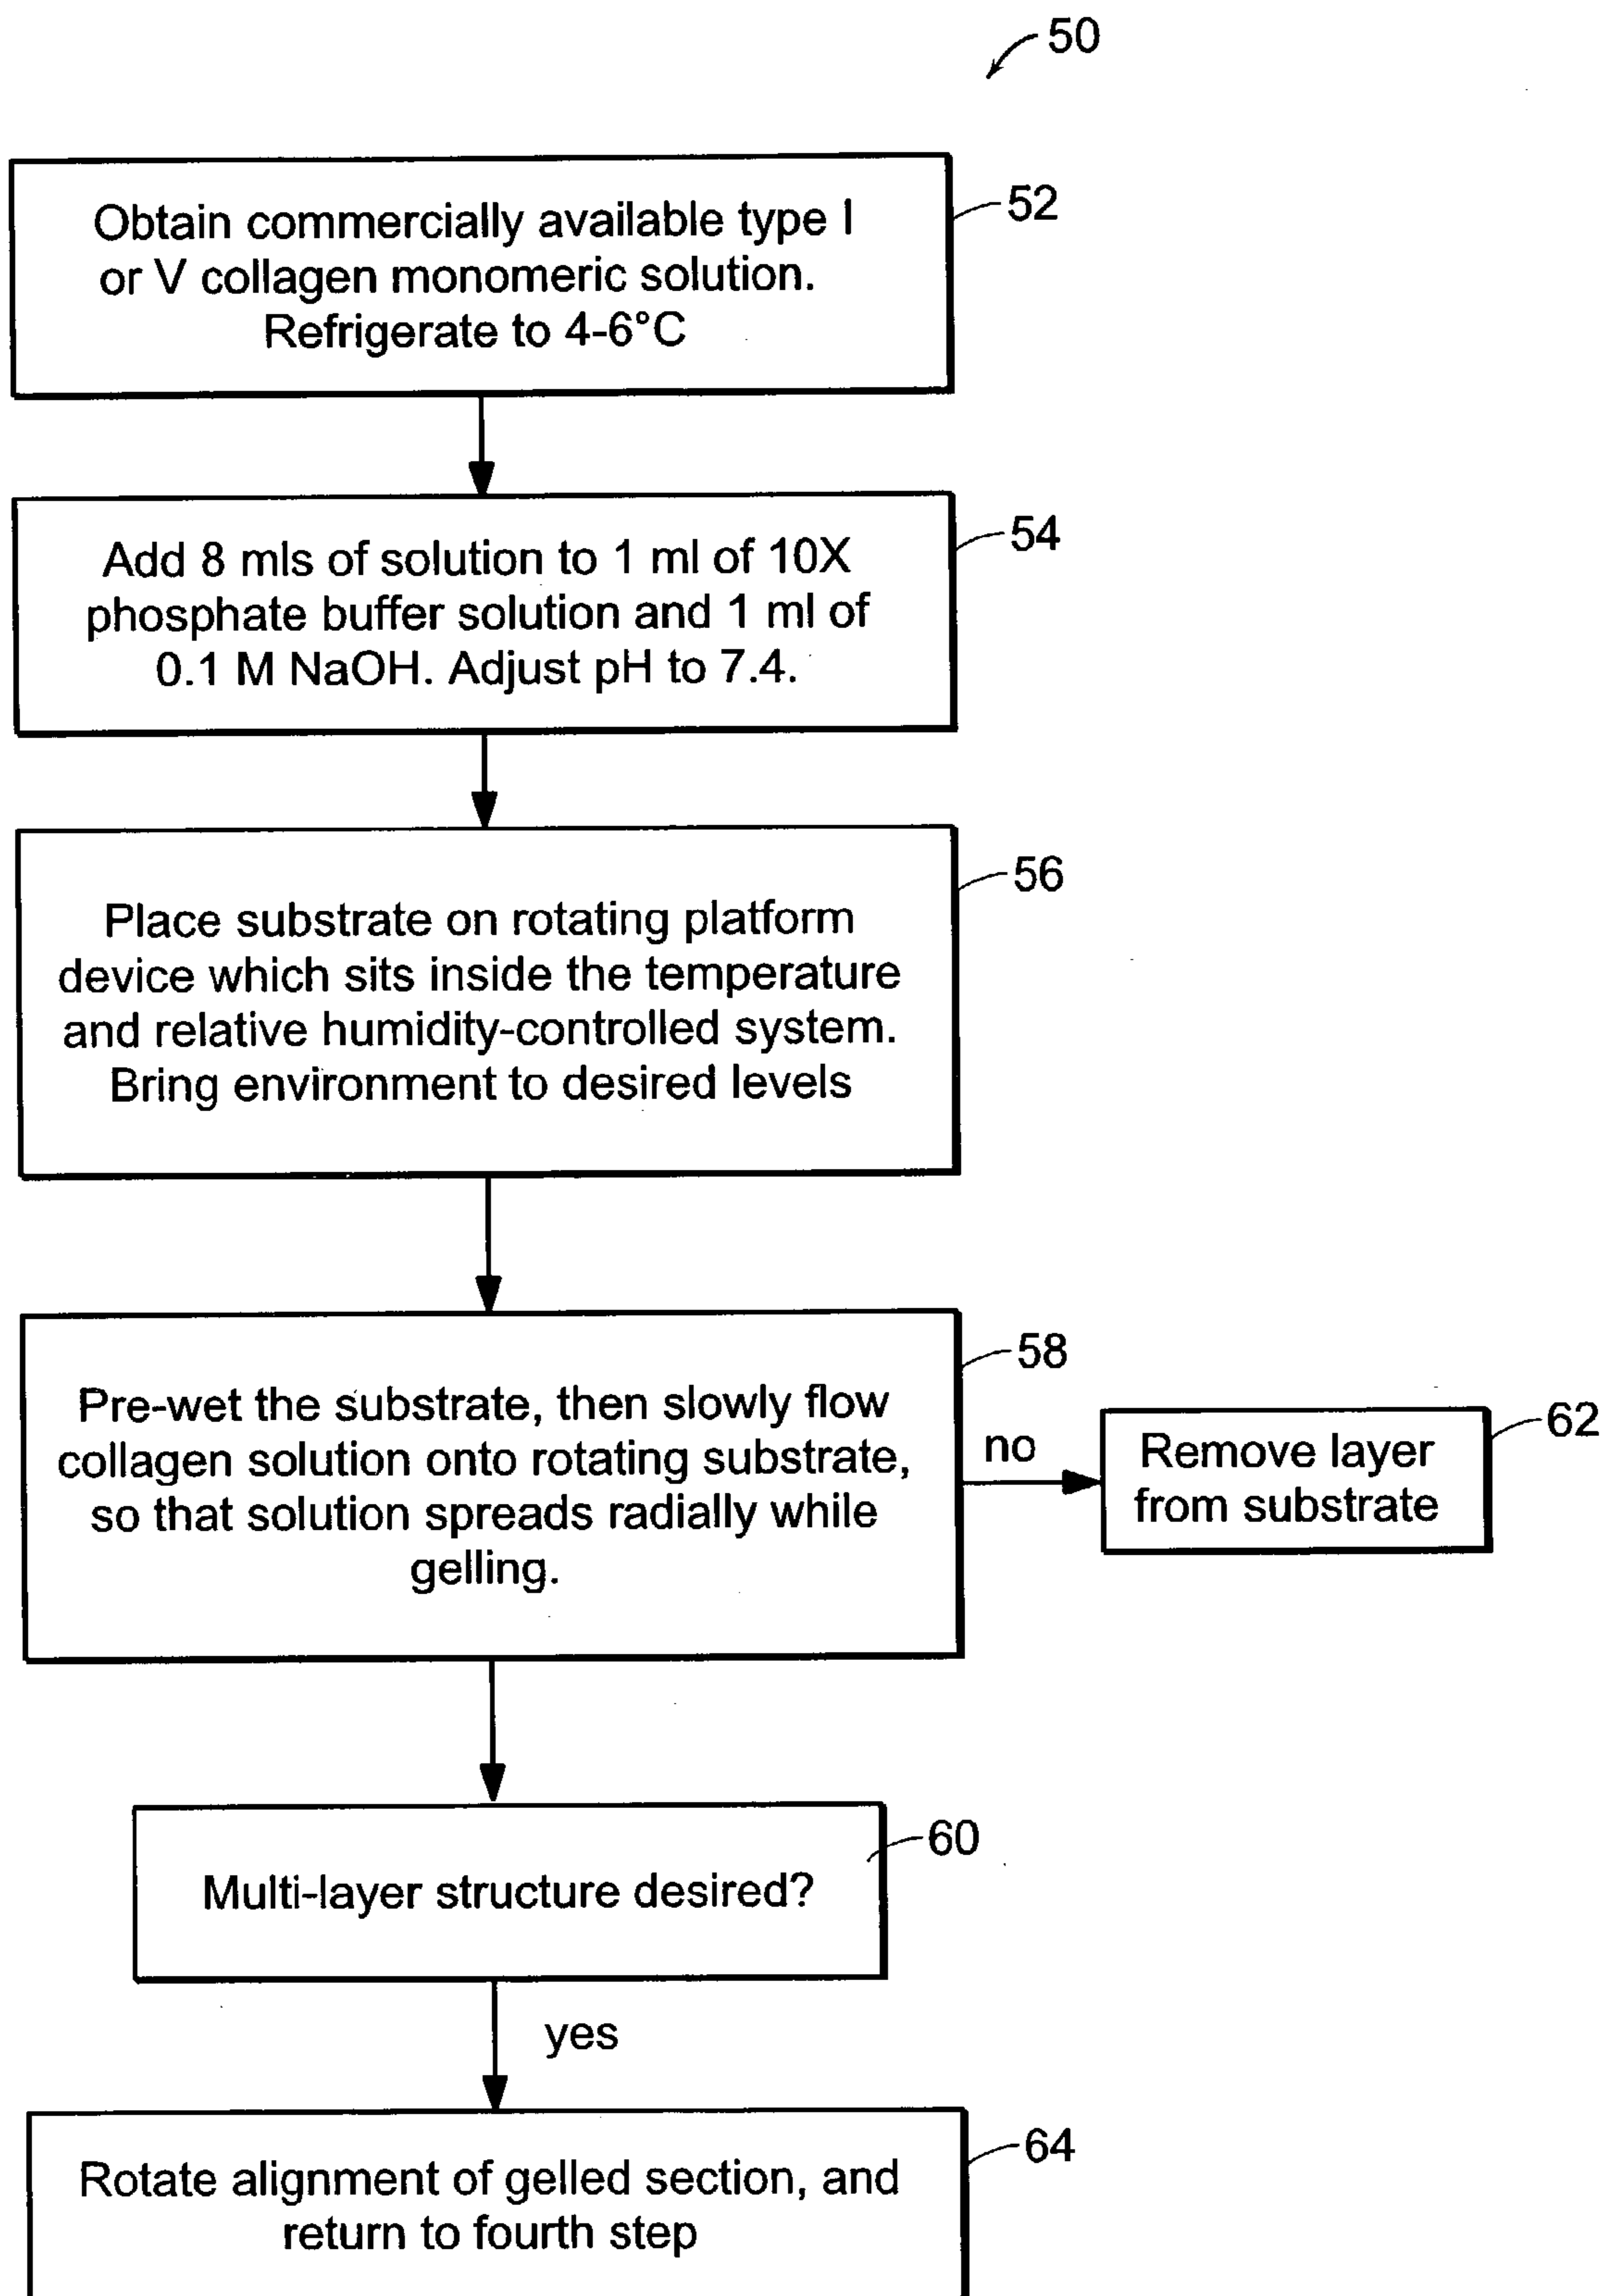 50
Obtain commercially available type I
or V collagen monomeric solution.
Refrigerate to 4-6°C
52
Add 8 mls of solution to 1 ml of 10X
phosphate buffer solution and 1 ml of
0.1 M NaOH. Adjust pH to 7.4.
54
Place substrate on rotating platform
device which sits inside the temperature
and relative humidity-controlled system.
Bring environment to desired levels
56
Pre-wet the substrate, then slowly flow
collagen solution onto rotating substrate,
so that solution spreads radially while
gelling.
58
no
Remove layer
from substrate
62
Multi-layer structure desired?
60
yes
Rotate alignment of gelled section, and
return to fourth step
64